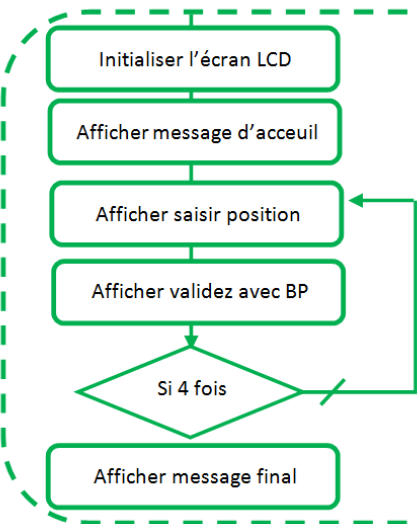 Initialiser l’écran LCD
Afficher message d’acceuil
Afficher saisir position
Afficher validez avec BP
Si 4 fois
Afficher message final